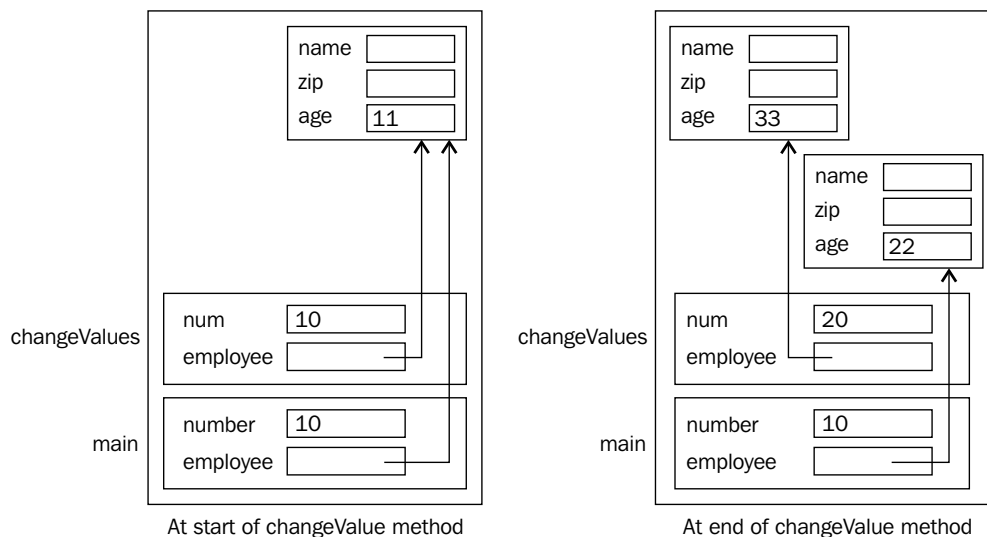 name
zip
age 11
changeValues
num 10
employee
main
number 10
employee
At start of changeValue method
name
zip
age 33
name
zip
age 22
changeValues
num 20
employee
main
number 10
employee
At end of changeValue method